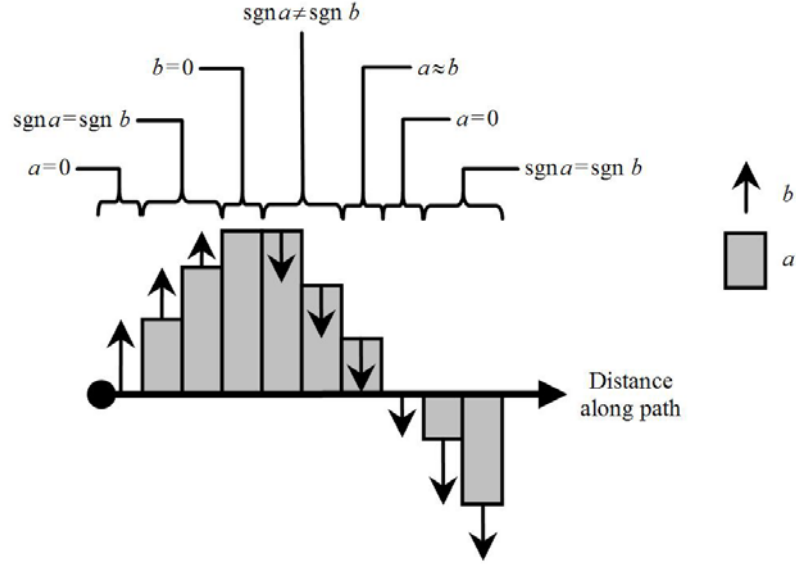 sgn a≠sgn b
b=0
a≈b
sgn a=sgn b
a=0
a=0
sgn a=sgn b
b
a
Distance
along path